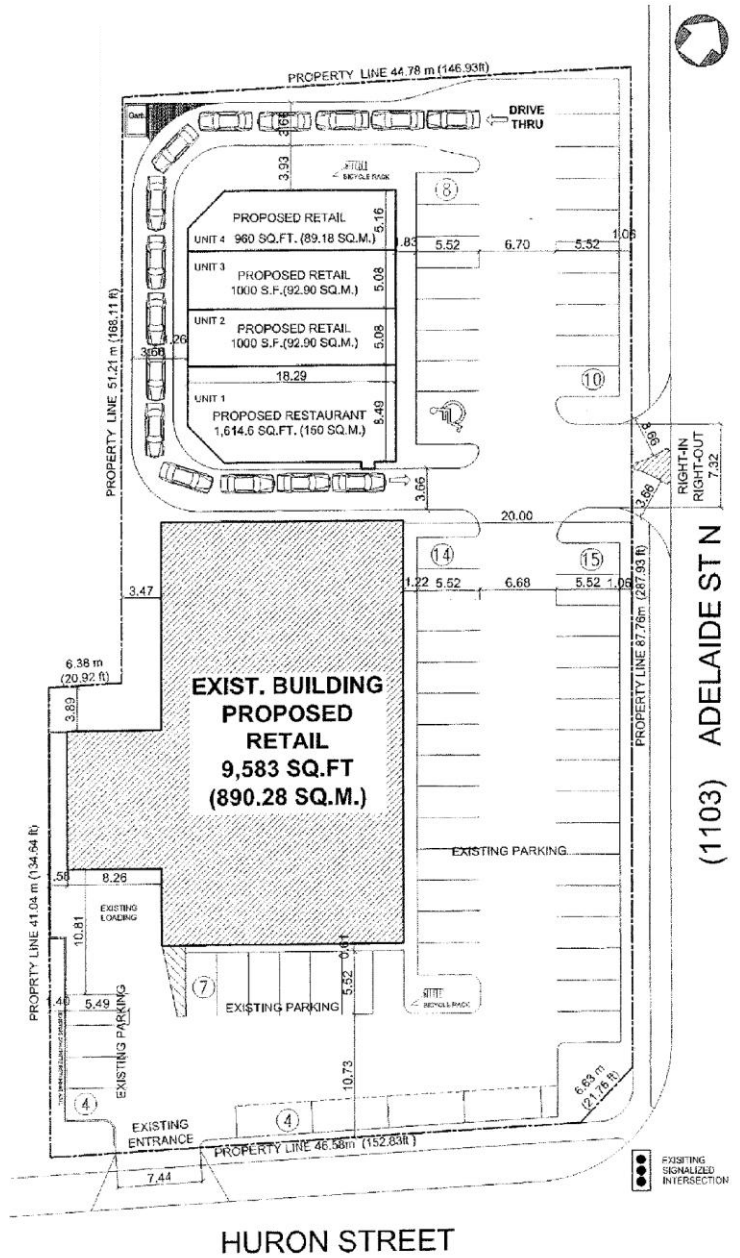 PROPERTY LINE 44.78 m (146.93ft)
DRIVE
THRU
3.66
3.93
BICYCLE RACK
8
PROPOSED RETAIL
UNIT 4 960 SQ.FT. (89.18 SQ.M.)
5.16
1.83
5.52
6.70
5.52
1.06
UNIT 3
PROPOSED RETAIL
1000 S.F.(92.90 SQ.M.)
5.08
UNIT 2
PROPOSED RETAIL
1000 S.F.(92.90 SQ.M.)
5.08
3.66
1.26
18.29
UNIT 1
PROPOSED RESTAURANT
1,614.6 SQ.FT. (150 SQ.M.)
8.49
10
PROPERTY LINE 51.21 m (168.11 ft)
3.66
3.66
3.66
RIGHT-IN
RIGHT-OUT
7.32
20.00
14
15
3.47
1.22
5.52
6.68
5.52
1.06
PROPERTY LINE 87.76m (287.93 ft)
(1103) ADELAIDE ST N
6.38 m
(20.92 ft)
3.89
EXIST. BUILDING
PROPOSED
RETAIL
9,583 SQ.FT
(890.28 SQ.M.)
EXISTING PARKING
PROPRTY LINE 41.04 m (134.64 ft)
1.58
8.26
EXISTING
LOADING
10.81
0.61
5.52
7
EXISTING PARKING
BICYCLE RACK
1.40
5.49
EXISTING PARKING
10.73
4
4
6.63 m
(21.76 ft)
EXISTING
ENTRANCE
PROPERTY LINE 46.58m (152.83ft)
7.44
EXISITING
SIGNALIZED
INTERSECTION
HURON STREET